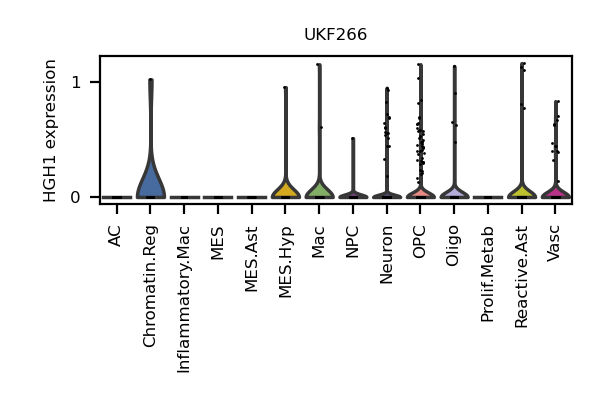 UKF266
HGH1 expression
1
0
AC
Chromatin.Reg
Inflammatory.Mac
MES
MES.Ast
MES.Hyp
Mac
NPC
Neuron
OPC
Oligo
Prolif.Metab
Reactive.Ast
Vasc